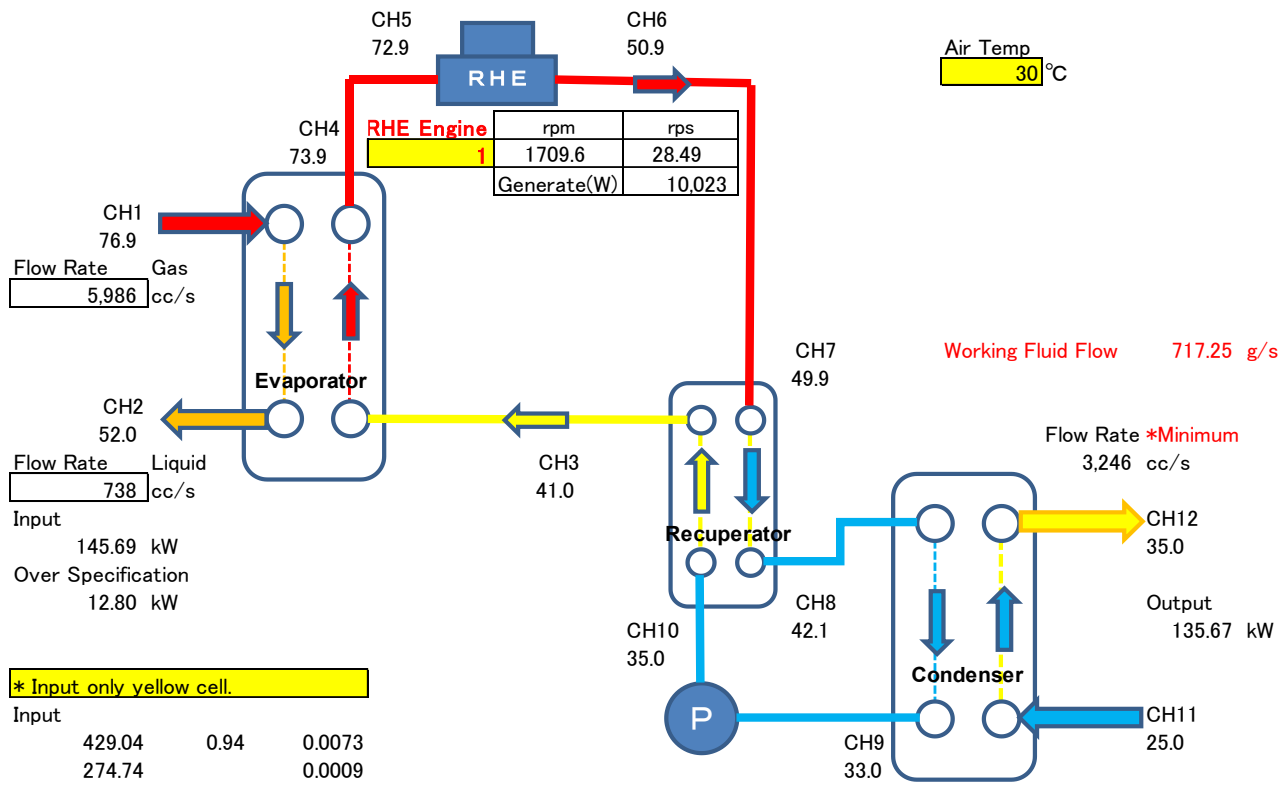 CH5
72.9
CH6
50.9
RHE
Air Temp
30 ℃
CH4
73.9
RHE Engine rpm rps
1 1709.6 28.49
Generate(W) 10,023
CH1
76.9
Flow Rate Gas
5,986 cc/s
Evaporator
CH2
52.0
Flow Rate Liquid
738 cc/s
Input
145.69 kW
Over Specification
12.80 kW
CH3
41.0
CH7
49.9
Working Fluid Flow 717.25 g/s
Flow Rate *Minimum
3,246 cc/s
Recuperator
CH12
35.0
CH8
42.1
Output
135.67 kW
CH10
35.0
Condenser
P
CH9
33.0
CH11
25.0
* Input only yellow cell.
Input
429.04 0.94 0.0073
274.74 0.0009